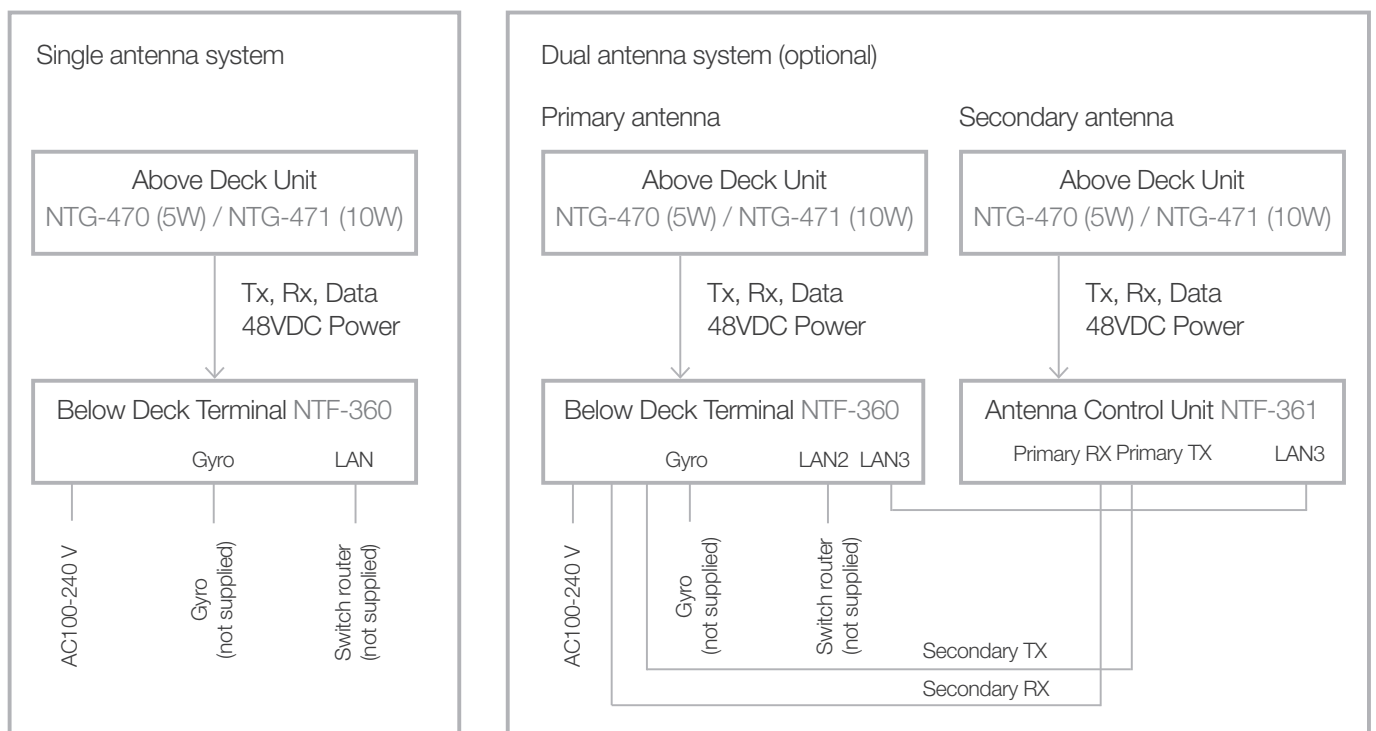 Single antenna system
Above Deck Unit
NTG-470 (5W) / NTG-471 (10W)
Tx, Rx, Data
48VDC Power
Below Deck Terminal NTF-360
Gyro LAN
AC100-240 V
Gyro
(not supplied)
Switch router
(not supplied)
Dual antenna system (optional)
Primary antenna
Above Deck Unit
NTG-470 (5W) / NTG-471 (10W)
Tx, Rx, Data
48VDC Power
Below Deck Terminal NTF-360
Gyro LAN2 LAN3
AC100-240 V
Gyro
(not supplied)
Switch router
(not supplied)
Secondary antenna
Above Deck Unit
NTG-470 (5W) / NTG-471 (10W)
Tx, Rx, Data
48VDC Power
Antenna Control Unit NTF-361
Primary RX Primary TX LAN3
Secondary TX
Secondary RX